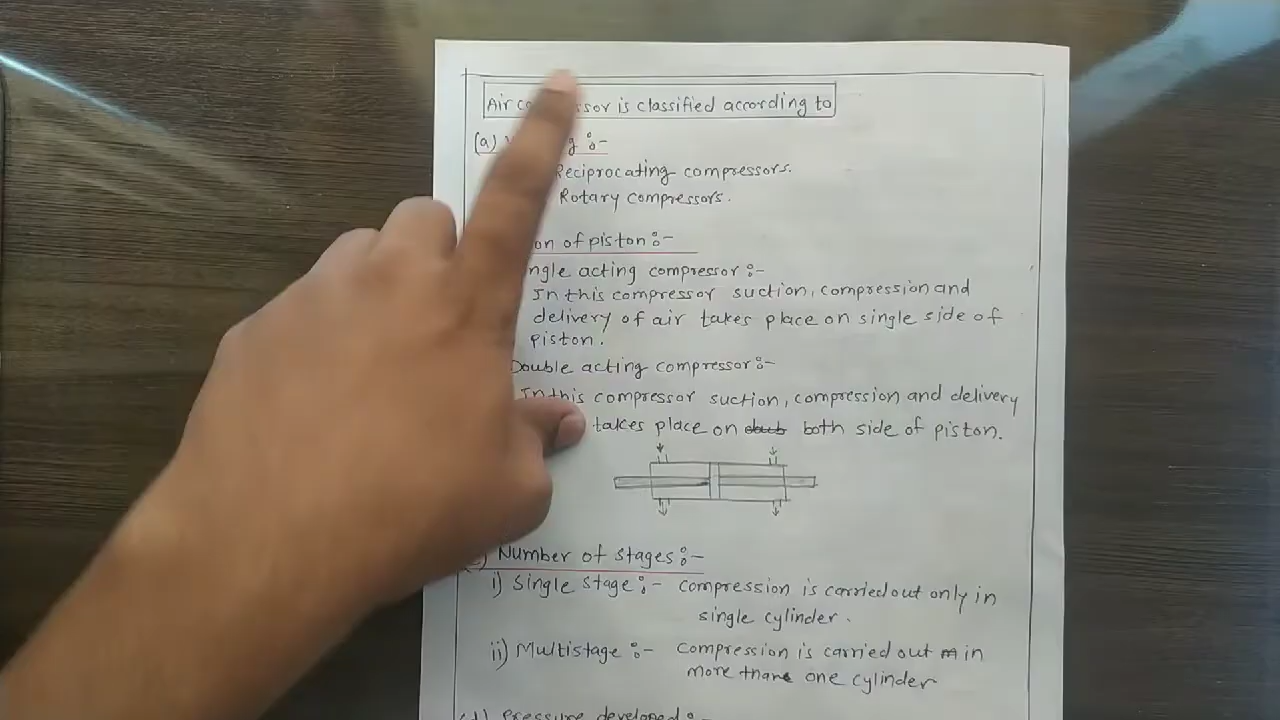 Air is classified according to
(a)
Reciprocating compressors.
Rotary compressors.
of piston :-
acting compressor :-
In this compressor suction, compression and
delivery of air takes place on single side of
piston.
Double acting compressor :-
In this compressor suction, compression and delivery
takes place on both side of piston.
Number of stages :-
i) Single stage :- compression is carried out only in
single cylinder.
ii) Multistage :- compression is carried out in
more than one cylinder
(d) Pressure developed :-